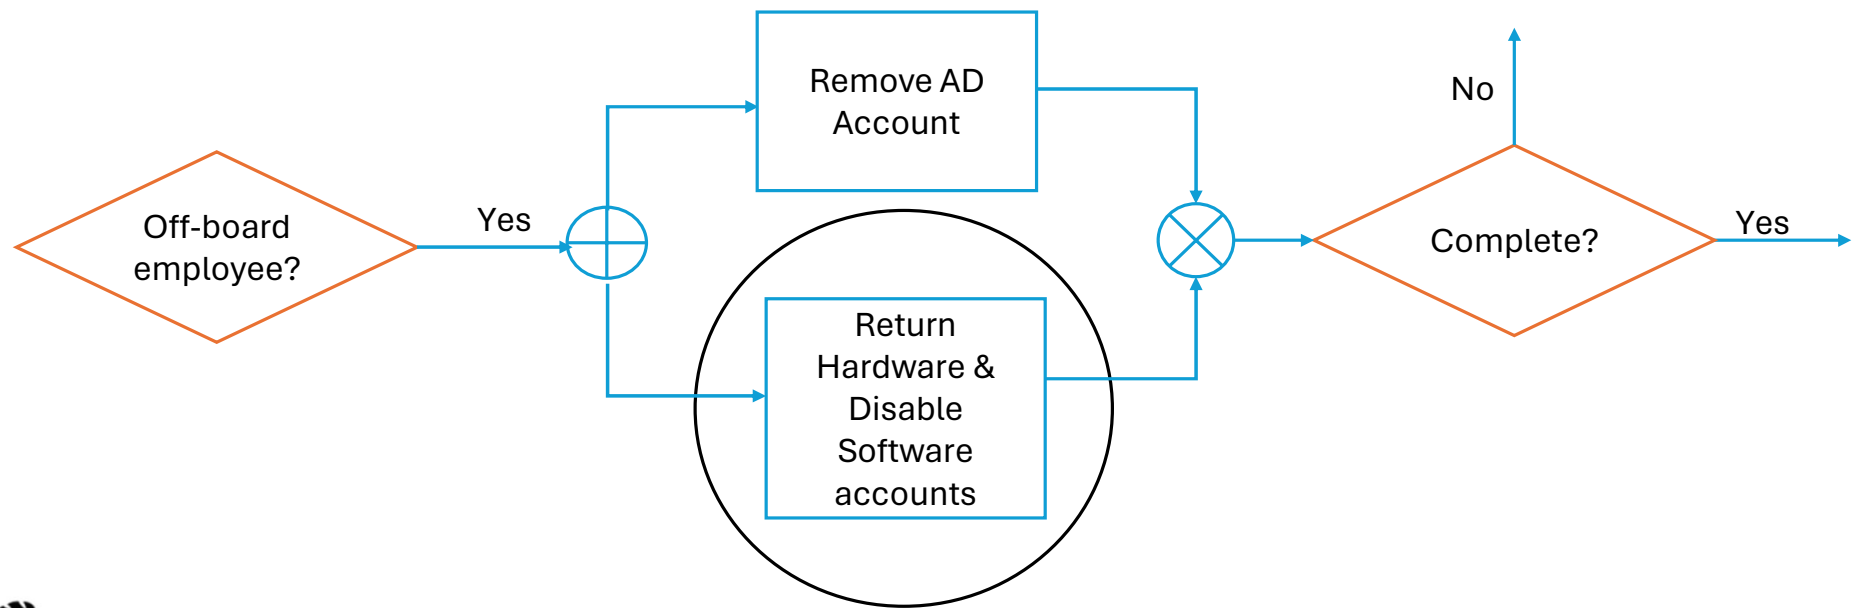 Off-board
employee?
Yes
Remove AD
Account
Return
Hardware &
Disable
Software
accounts
Complete?
No
Yes